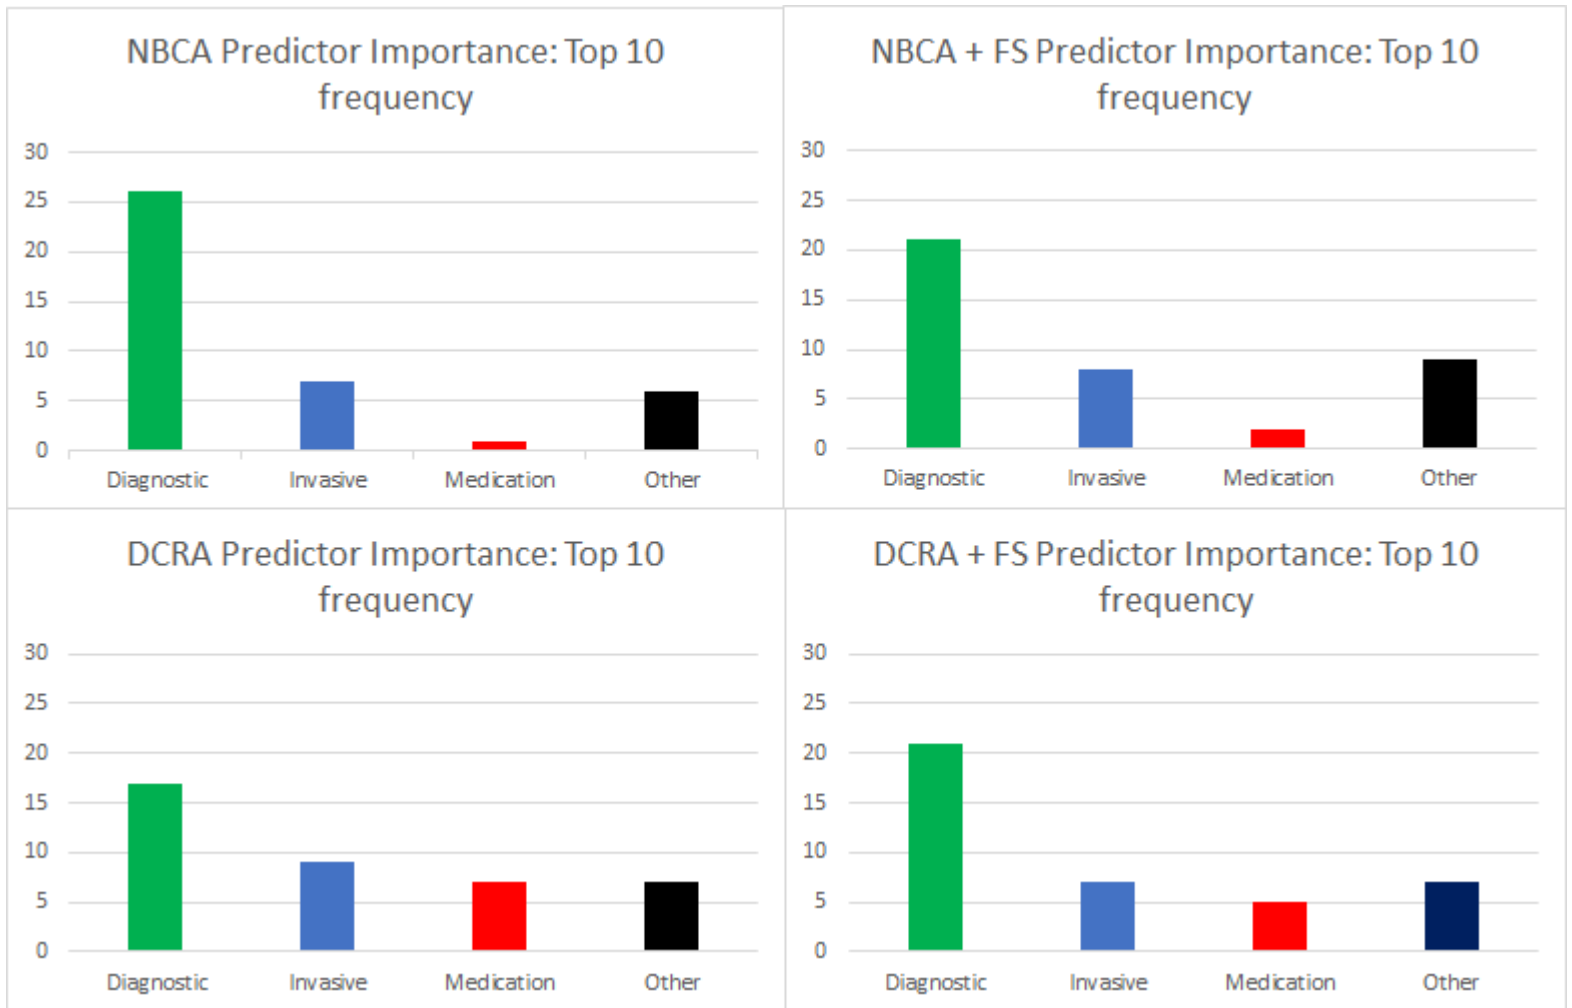 NBCA Predictor Importance: Top 10
frequency
30
25
20
15
10
5
0
Diagnostic Invasive Medication Other
NBCA + FS Predictor Importance: Top 10
frequency
30
25
20
15
10
5
0
Diagnostic Invasive Medication Other
DCRA Predictor Importance: Top 10
frequency
30
25
20
15
10
5
0
Diagnostic Invasive Medication Other
DCRA + FS Predictor Importance: Top 10
frequency
30
25
20
15
10
5
0
Diagnostic Invasive Medication Other